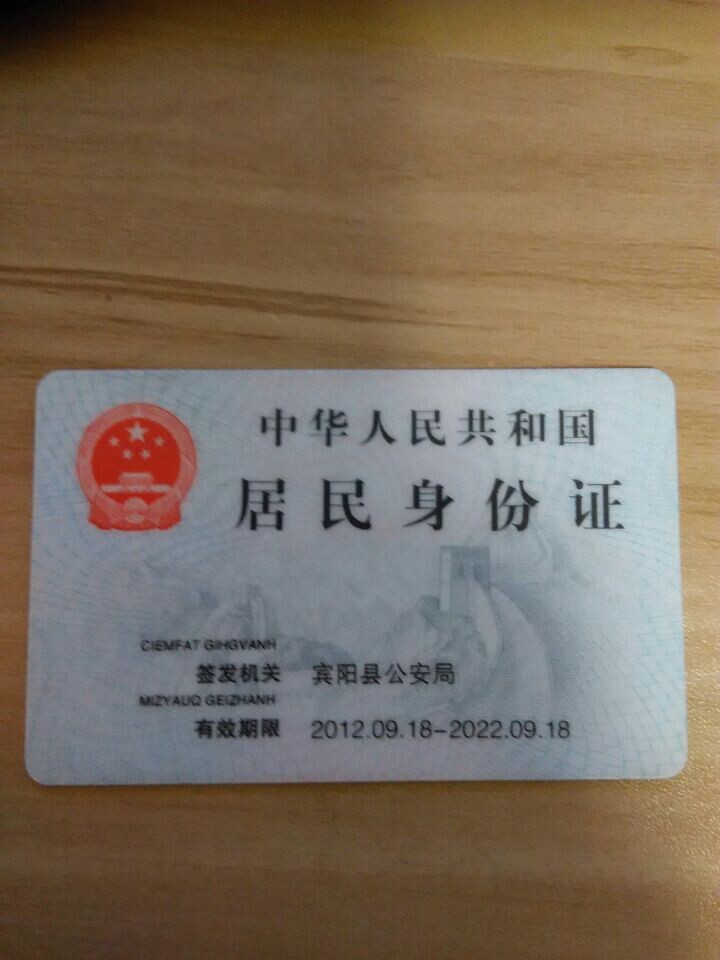 中华人民共和国
居民身份证
CIEMFAT GIHGVANH
签发机关 宾阳县公安局
MIZYAUQ GEIZHANH
有效期限 2012.09.18-2022.09.18